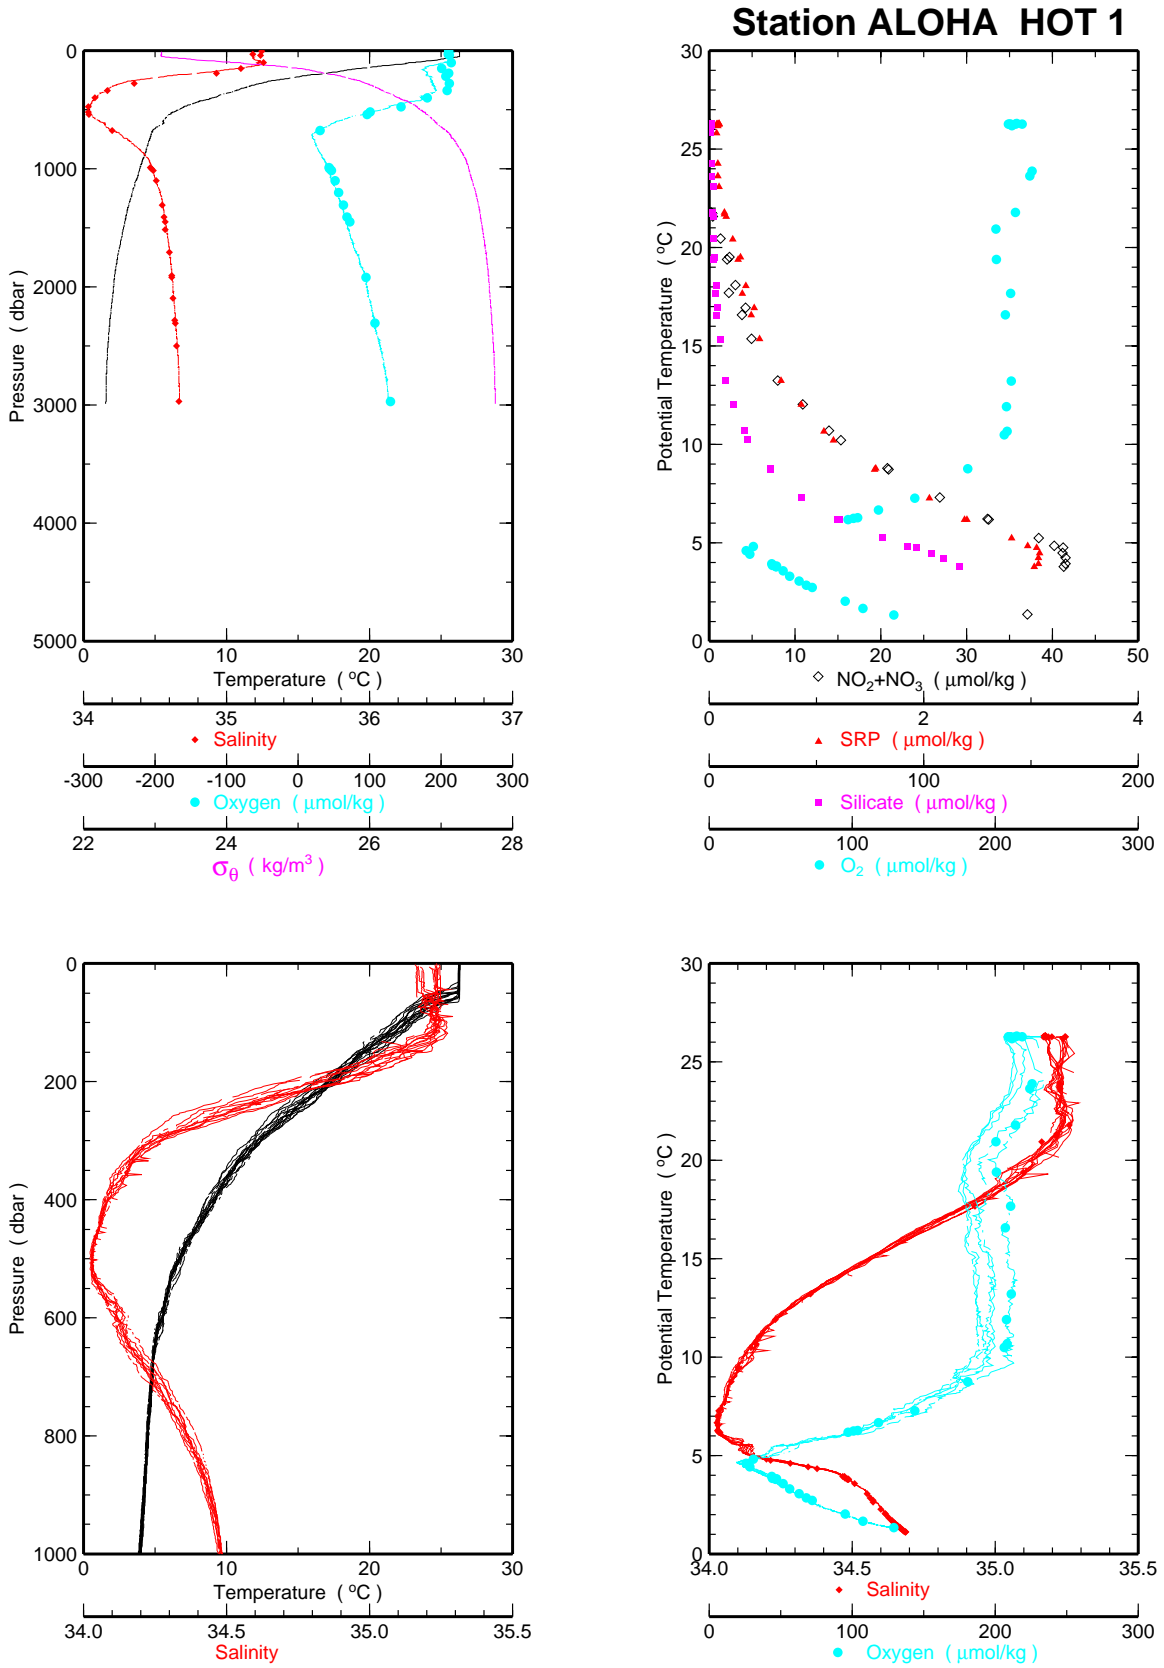 Station ALOHA HOT 1
0
1000
2000
3000
4000
5000
Pressure ( dbar)
0 10 20 30
Temperature ( °C)
34 35 36 37
Salinity
-300 -200 -100 0 100 200 300
Oxygen ( μmol/kg)
22 24 26 28
σθ ( kg/m³)
30
25
20
15
10
5
0
Potential Temperature ( °C)
0 10 20 30 40 50
NO₂+NO₃ ( μmol/kg)
0 2 4
SRP ( μmol/kg)
0 100 200
Silicate ( μmol/kg)
0 100 200 300
O₂ ( μmol/kg)
0
200
400
600
800
1000
Pressure ( dbar)
0 10 20 30
Temperature ( °C)
34.0 34.5 35.0 35.5
Salinity
30
25
20
15
10
5
0
Potential Temperature ( °C)
34.0 34.5 35.0 35.5
Salinity
0 100 200 300
Oxygen ( μmol/kg)